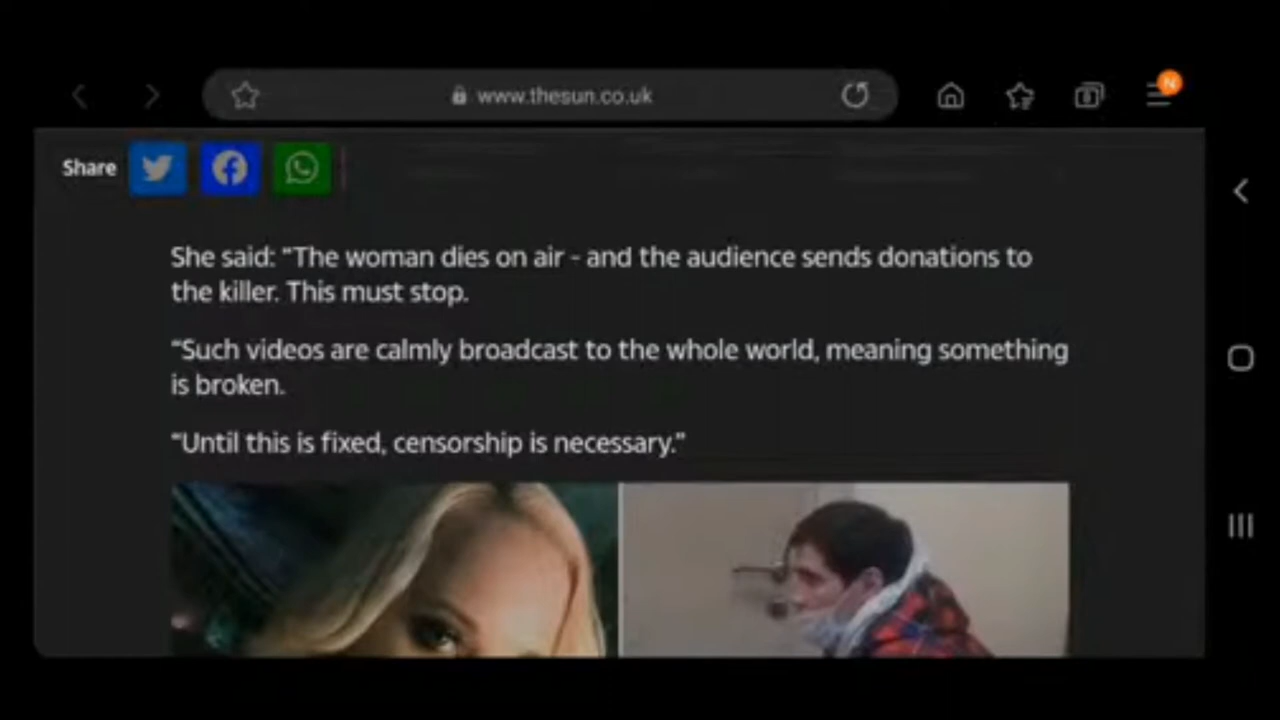 www.thesun.co.uk
N
Share
She said: "The woman dies on air - and the audience sends donations to
the killer. This must stop.
"Such videos are calmly broadcast to the whole world, meaning something
is broken.
"Until this is fixed, censorship is necessary."